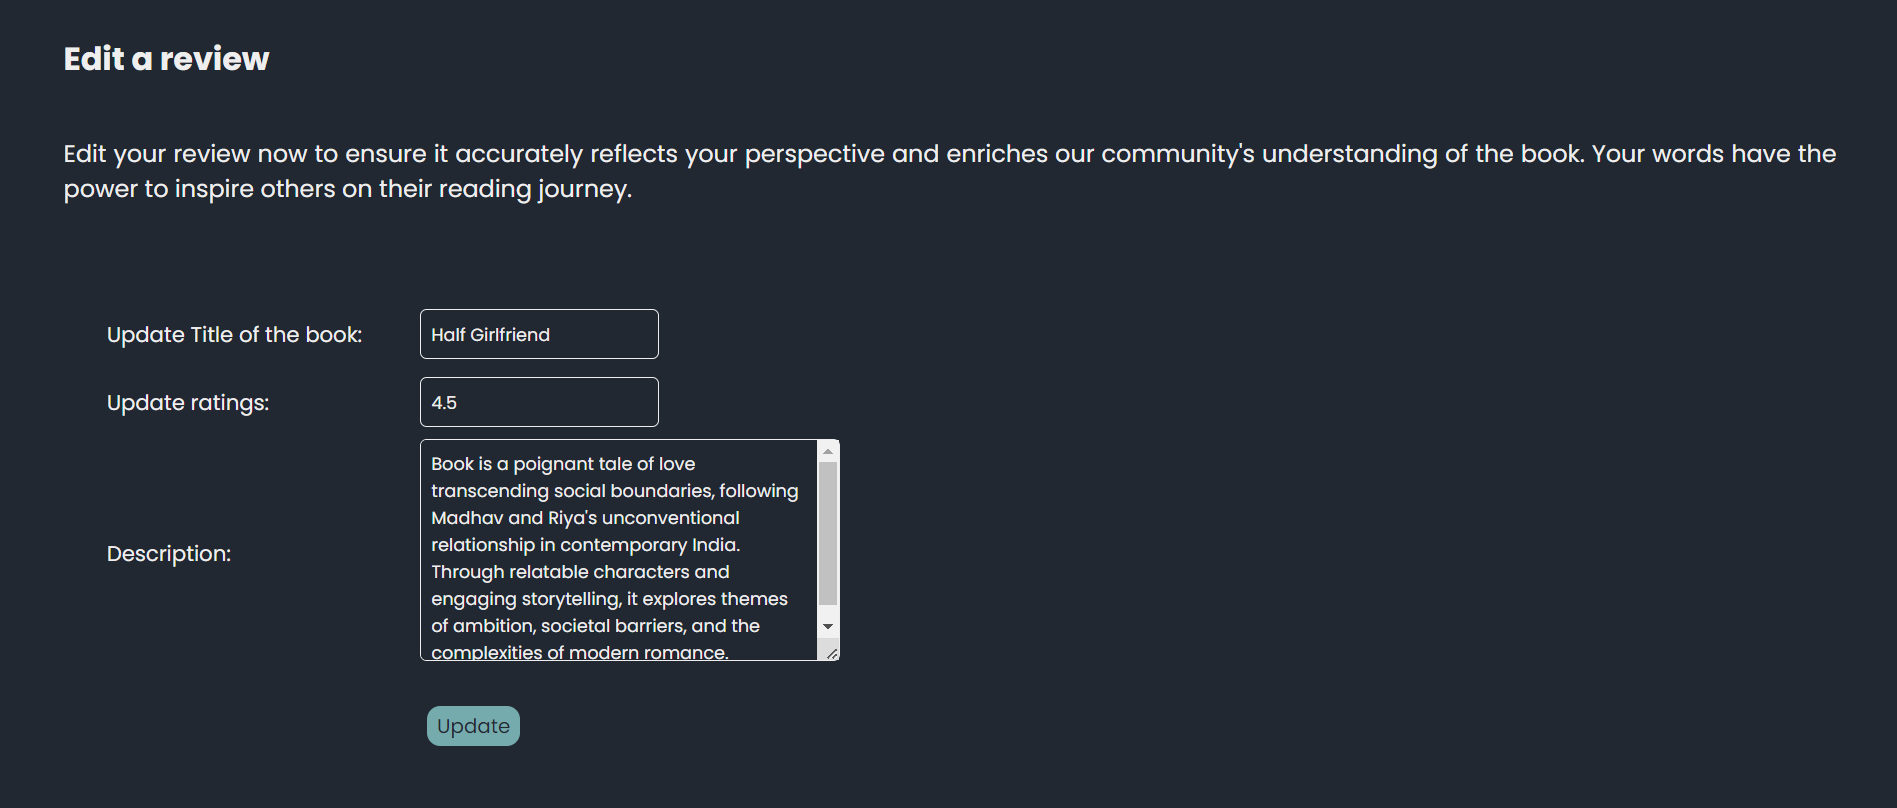 Edit a review
Edit your review now to ensure it accurately reflects your perspective and enriches our community's understanding of the book. Your words have the
power to inspire others on their reading journey.
Update Title of the book:
Half Girlfriend
Update ratings:
4.5
Description:
Book is a poignant tale of love
transcending social boundaries, following
Madhav and Riya's unconventional
relationship in contemporary India.
Through relatable characters and
engaging storytelling, it explores themes
of ambition, societal barriers, and the
complexities of modern romance.
Update